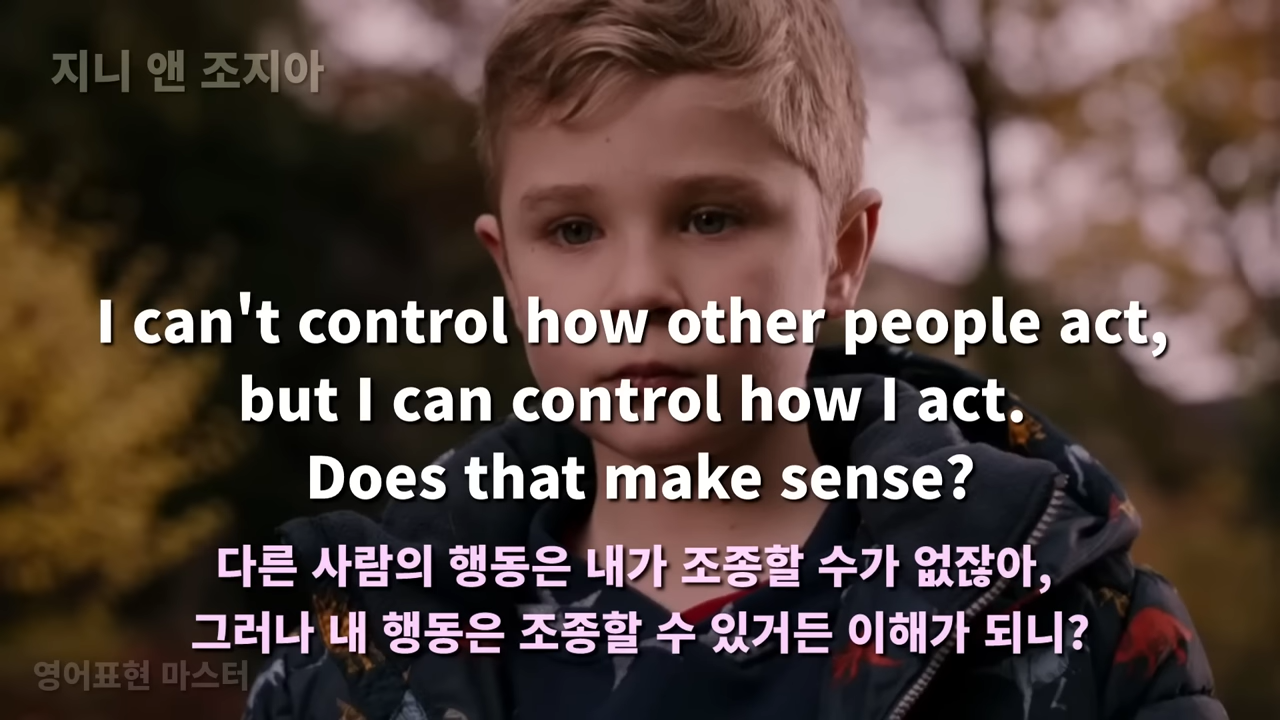 지니 앤 조지아
I can't control how other people act,
but I can control how I act.
Does that make sense?
다른 사람의 행동은 내가 조종할 수가 없잖아,
그러나 내 행동은 조종할 수 있거든 이해가 되니?
영어표현 마스터